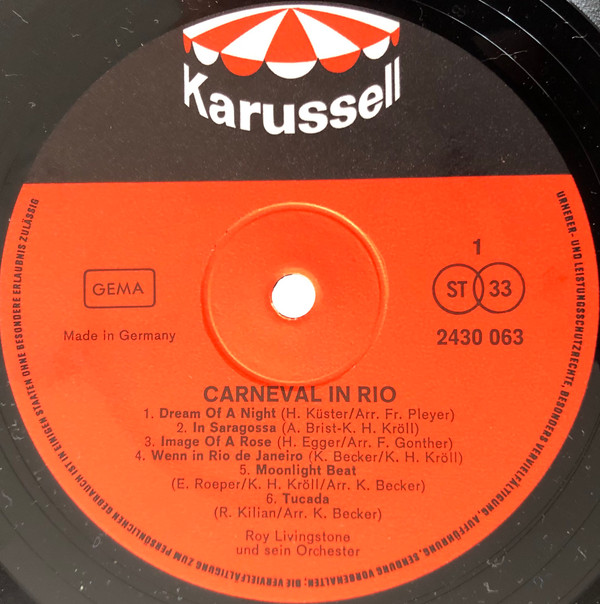 Karussell
GEMA
Made in Germany
1
ST 33
2430 063
CARNEVAL IN RIO
1. Dream Of A Night (H. Küster/Arr. Fr. Pleyer)
2. In Saragossa (A. Brist-K. H. Kröll)
3. Image Of A Rose (H. Egger/Arr. F. Gonther)
4. Wenn in Rio de Janeiro (K. Becker/K. H. Kröll)
5. Moonlight Beat
(E. Roeper/K. H. Kröll/Arr. K. Becker)
6. Tucada
(R. Kilian/Arr. K. Becker)
Roy Livingstone
und sein Orchester
URHEBER- UND LEISTUNGSSCHUTZRECHTE, BESONDERS VERVIELFÄLTIGUNG, AUFFÜHRUNG, SENDUNG VORBEHALTEN; DIE VERVIELFÄLTIGUNG ZUM PERSÖNLICHEN GEBRAUCH IST IN EINIGEN STAATEN OHNE BESONDERE ERLAUBNIS ZULÄSSIG